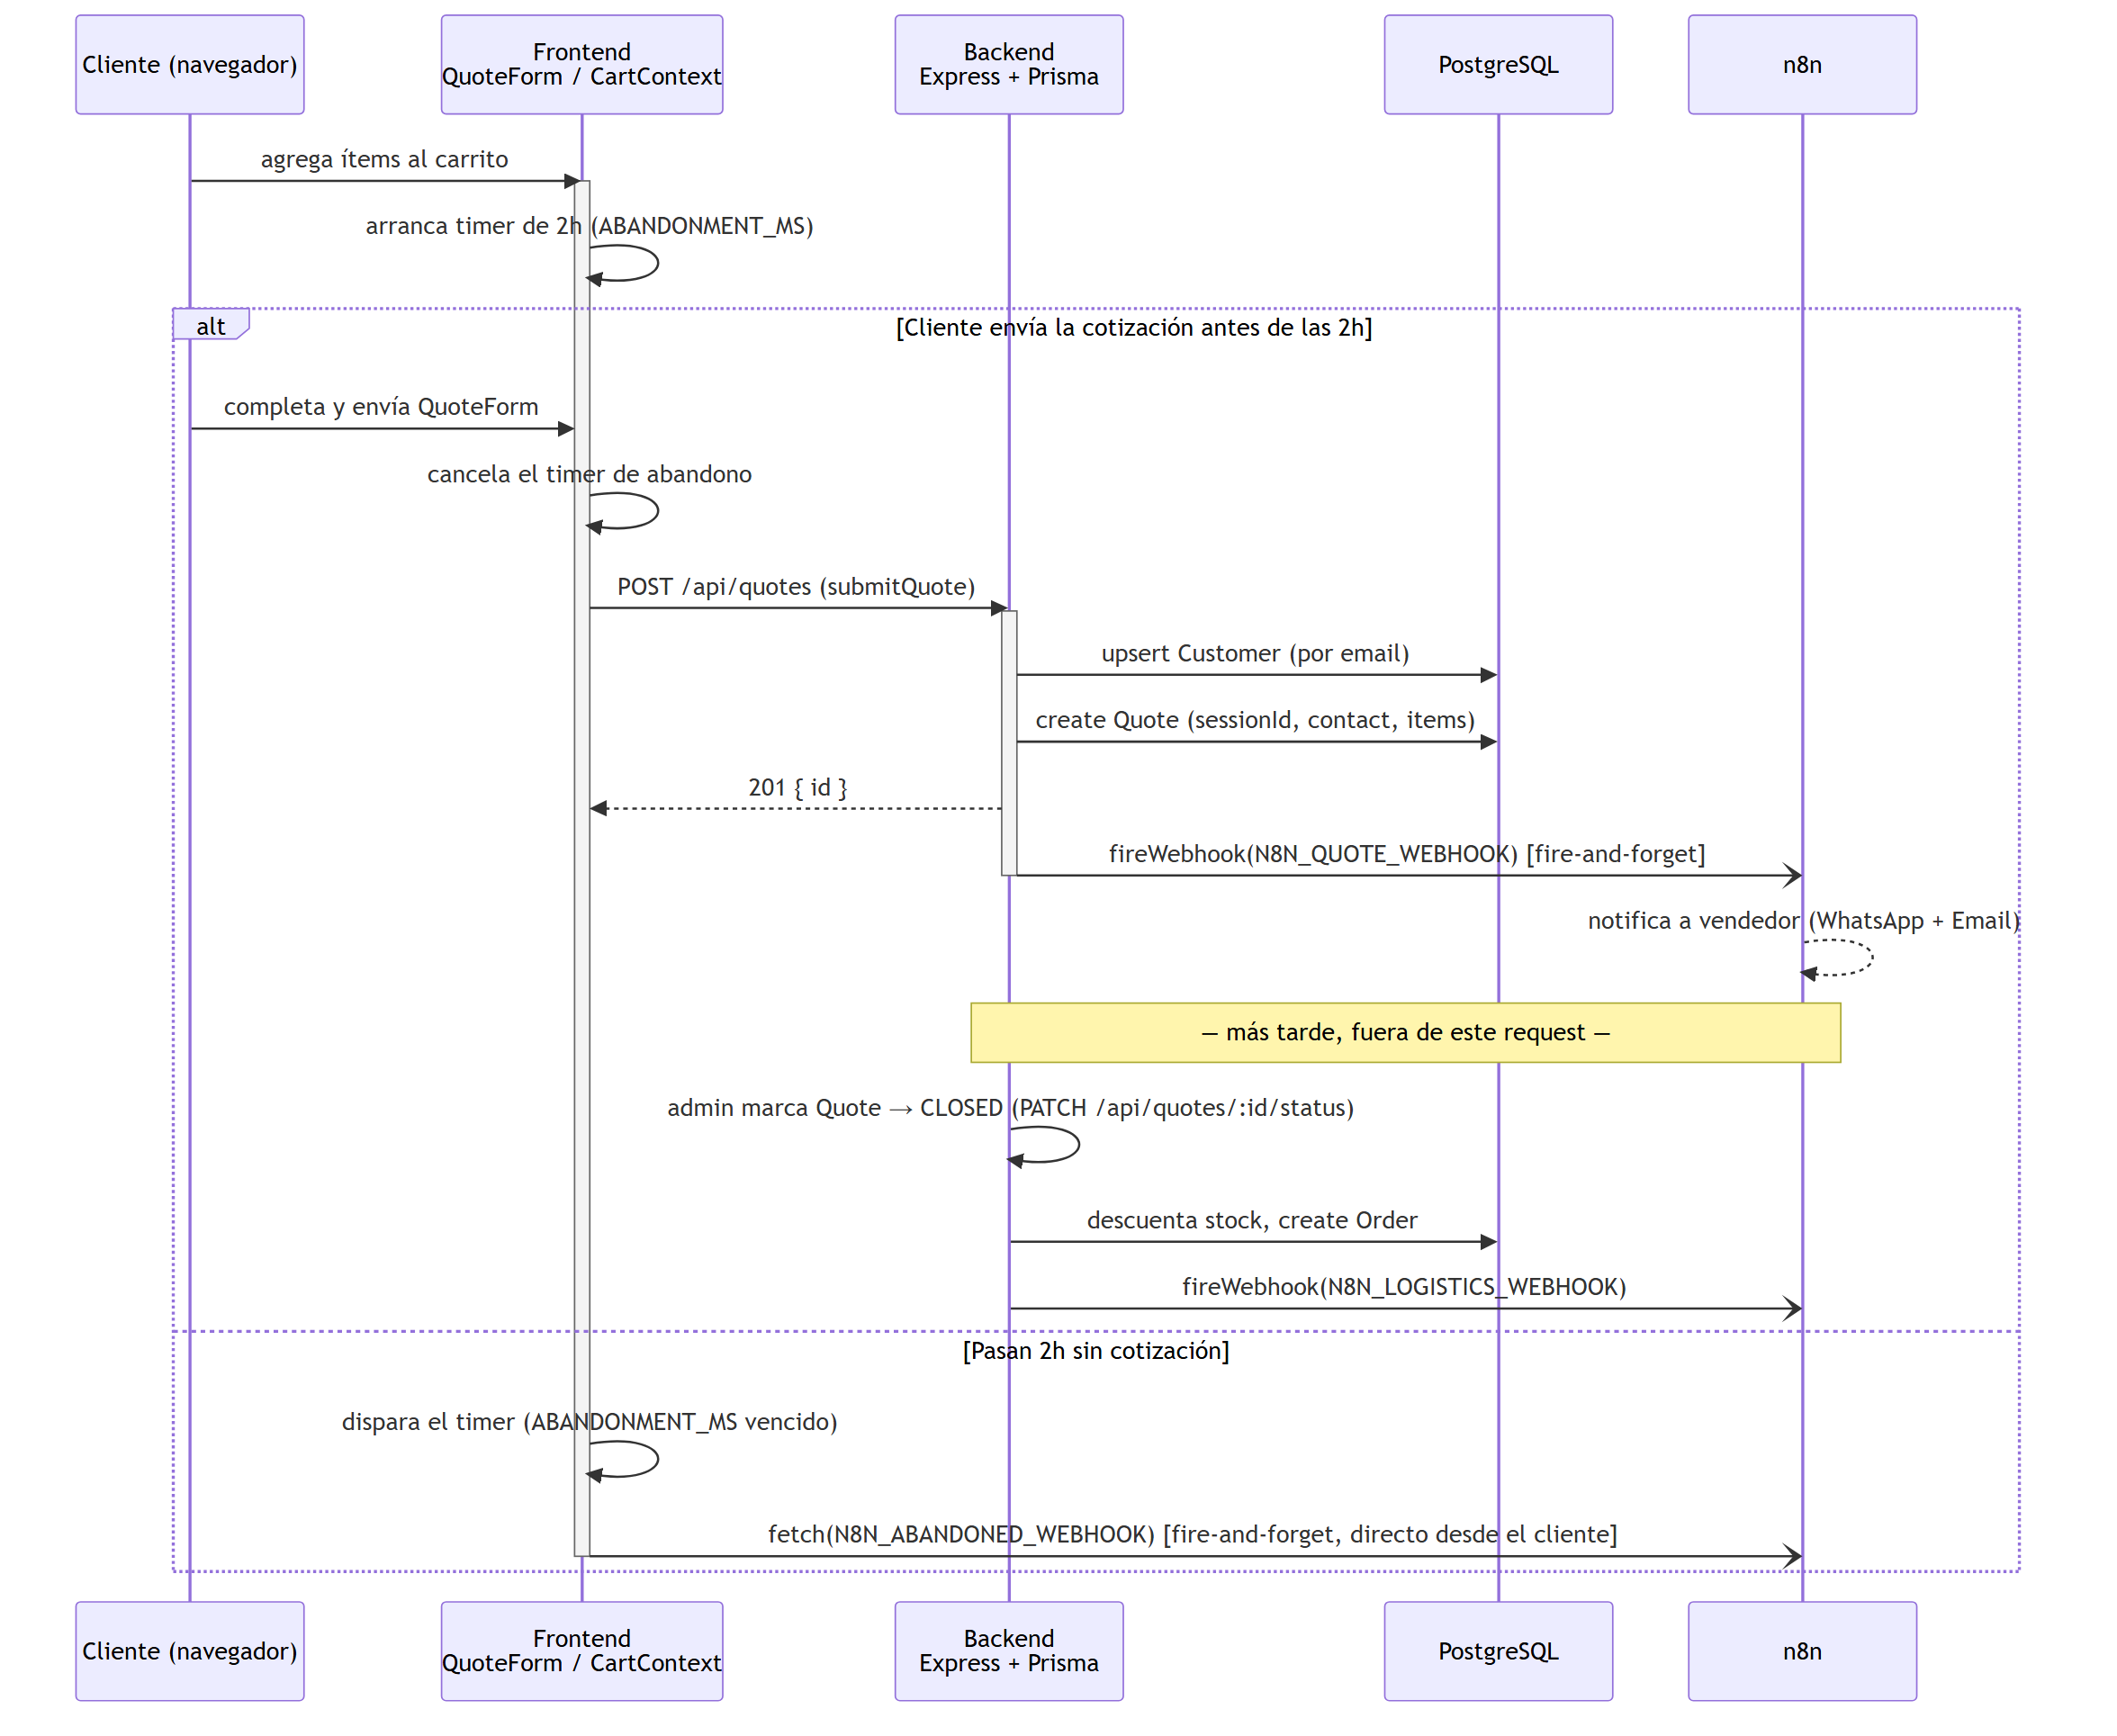 Cliente (navegador)
Frontend
QuoteForm / CartContext
Backend
Express + Prisma
PostgreSQL
n8n
agrega ítems al carrito
arranca timer de 2h (ABANDONMENT_MS)
alt
[Cliente envía la cotización antes de las 2h]
completa y envía QuoteForm
cancela el timer de abandono
POST /api/quotes (submitQuote)
upsert Customer (por email)
create Quote (sessionId, contact, items)
201 { id }
fireWebhook(N8N_QUOTE_WEBHOOK) [fire-and-forget]
notifica a vendedor (WhatsApp + Email)
— más tarde, fuera de este request —
admin marca Quote → CLOSED (PATCH /api/quotes/:id/status)
descuenta stock, create Order
fireWebhook(N8N_LOGISTICS_WEBHOOK)
[Pasan 2h sin cotización]
dispara el timer (ABANDONMENT_MS vencido)
fetch(N8N_ABANDONED_WEBHOOK) [fire-and-forget, directo desde el cliente]
Cliente (navegador)
Frontend
QuoteForm / CartContext
Backend
Express + Prisma
PostgreSQL
n8n